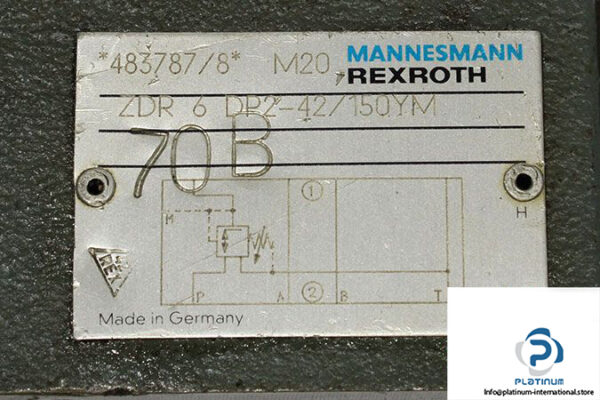 *483787/8* M20 MANNESMANN
REXROTH
ZDR 6 DP2-42/150YM
70 B
1
M
H
P A 2 B T
Made in Germany
PLATINUM
Info@platinum-international.store